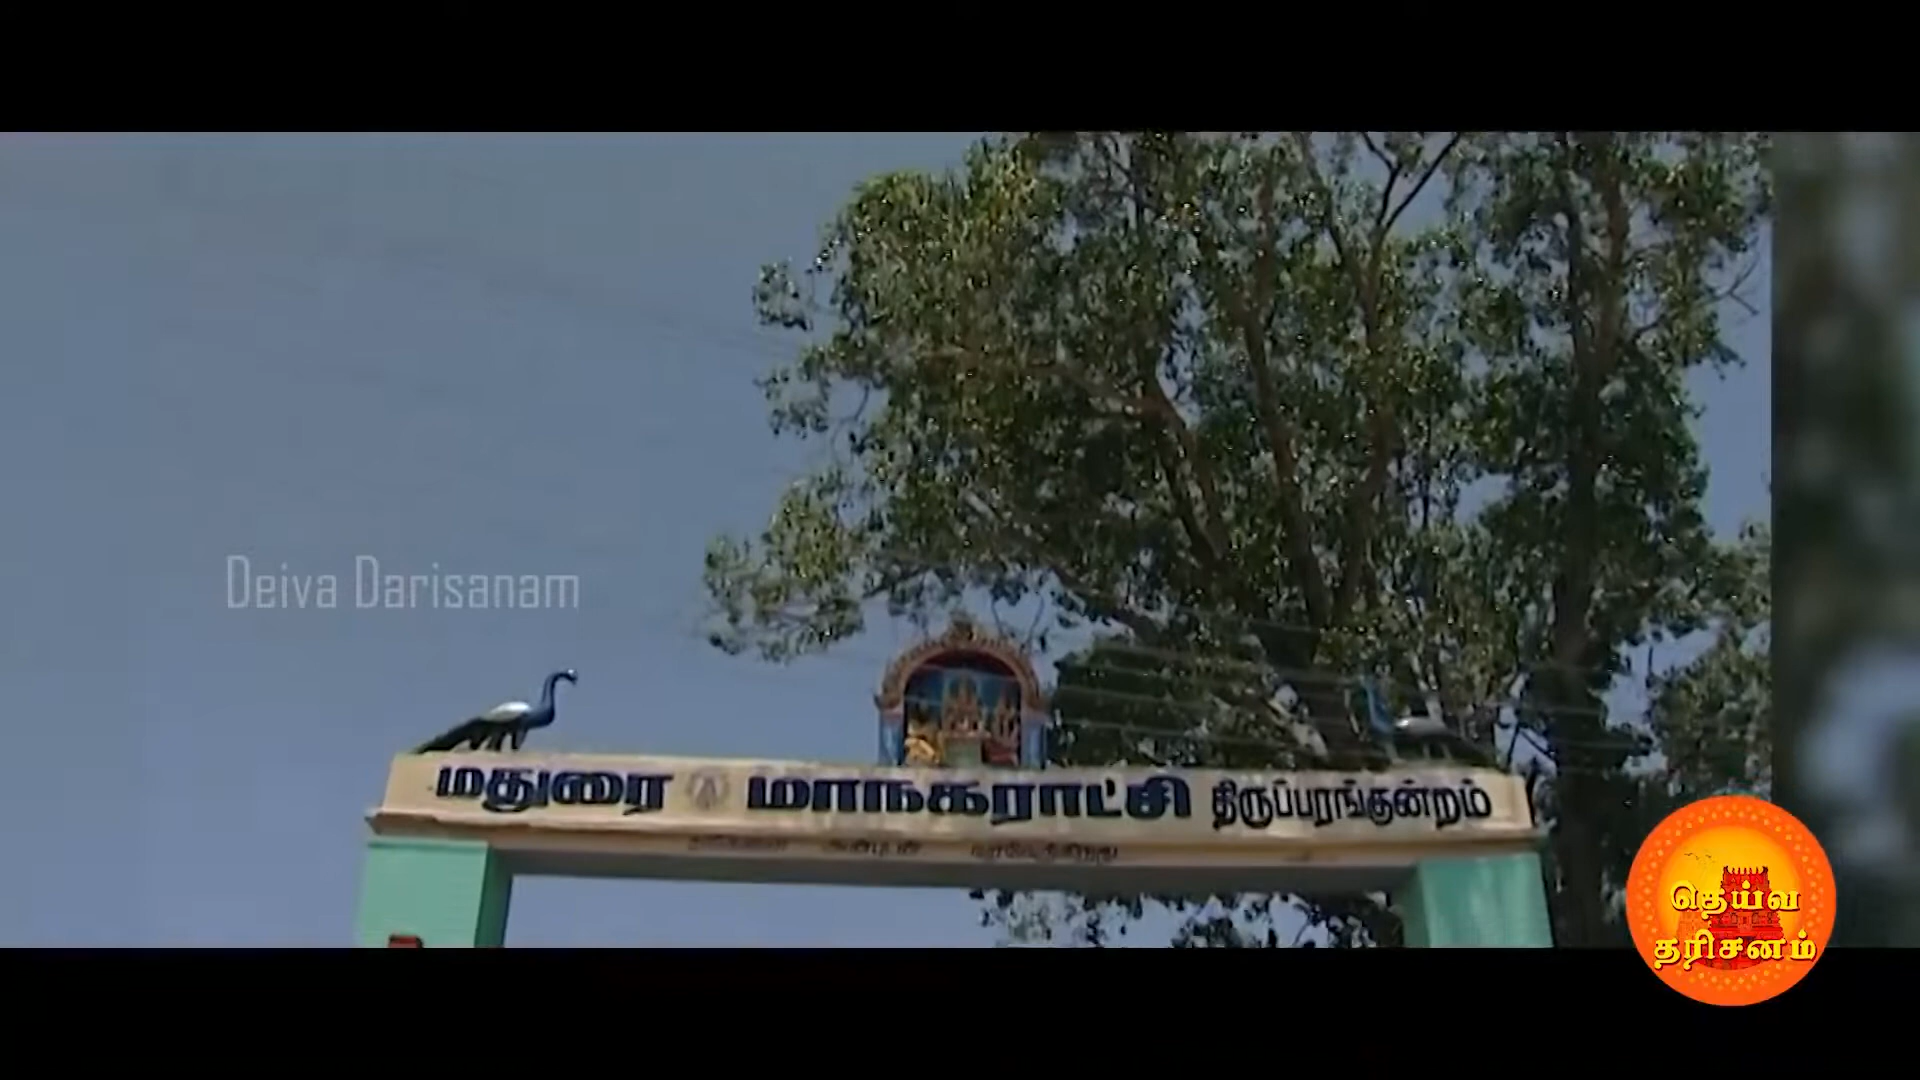 Deiva Darisanam
மதுரை மாநகராட்சி திருப்பரங்குன்றம்
தெய்வ
தரிசனம்